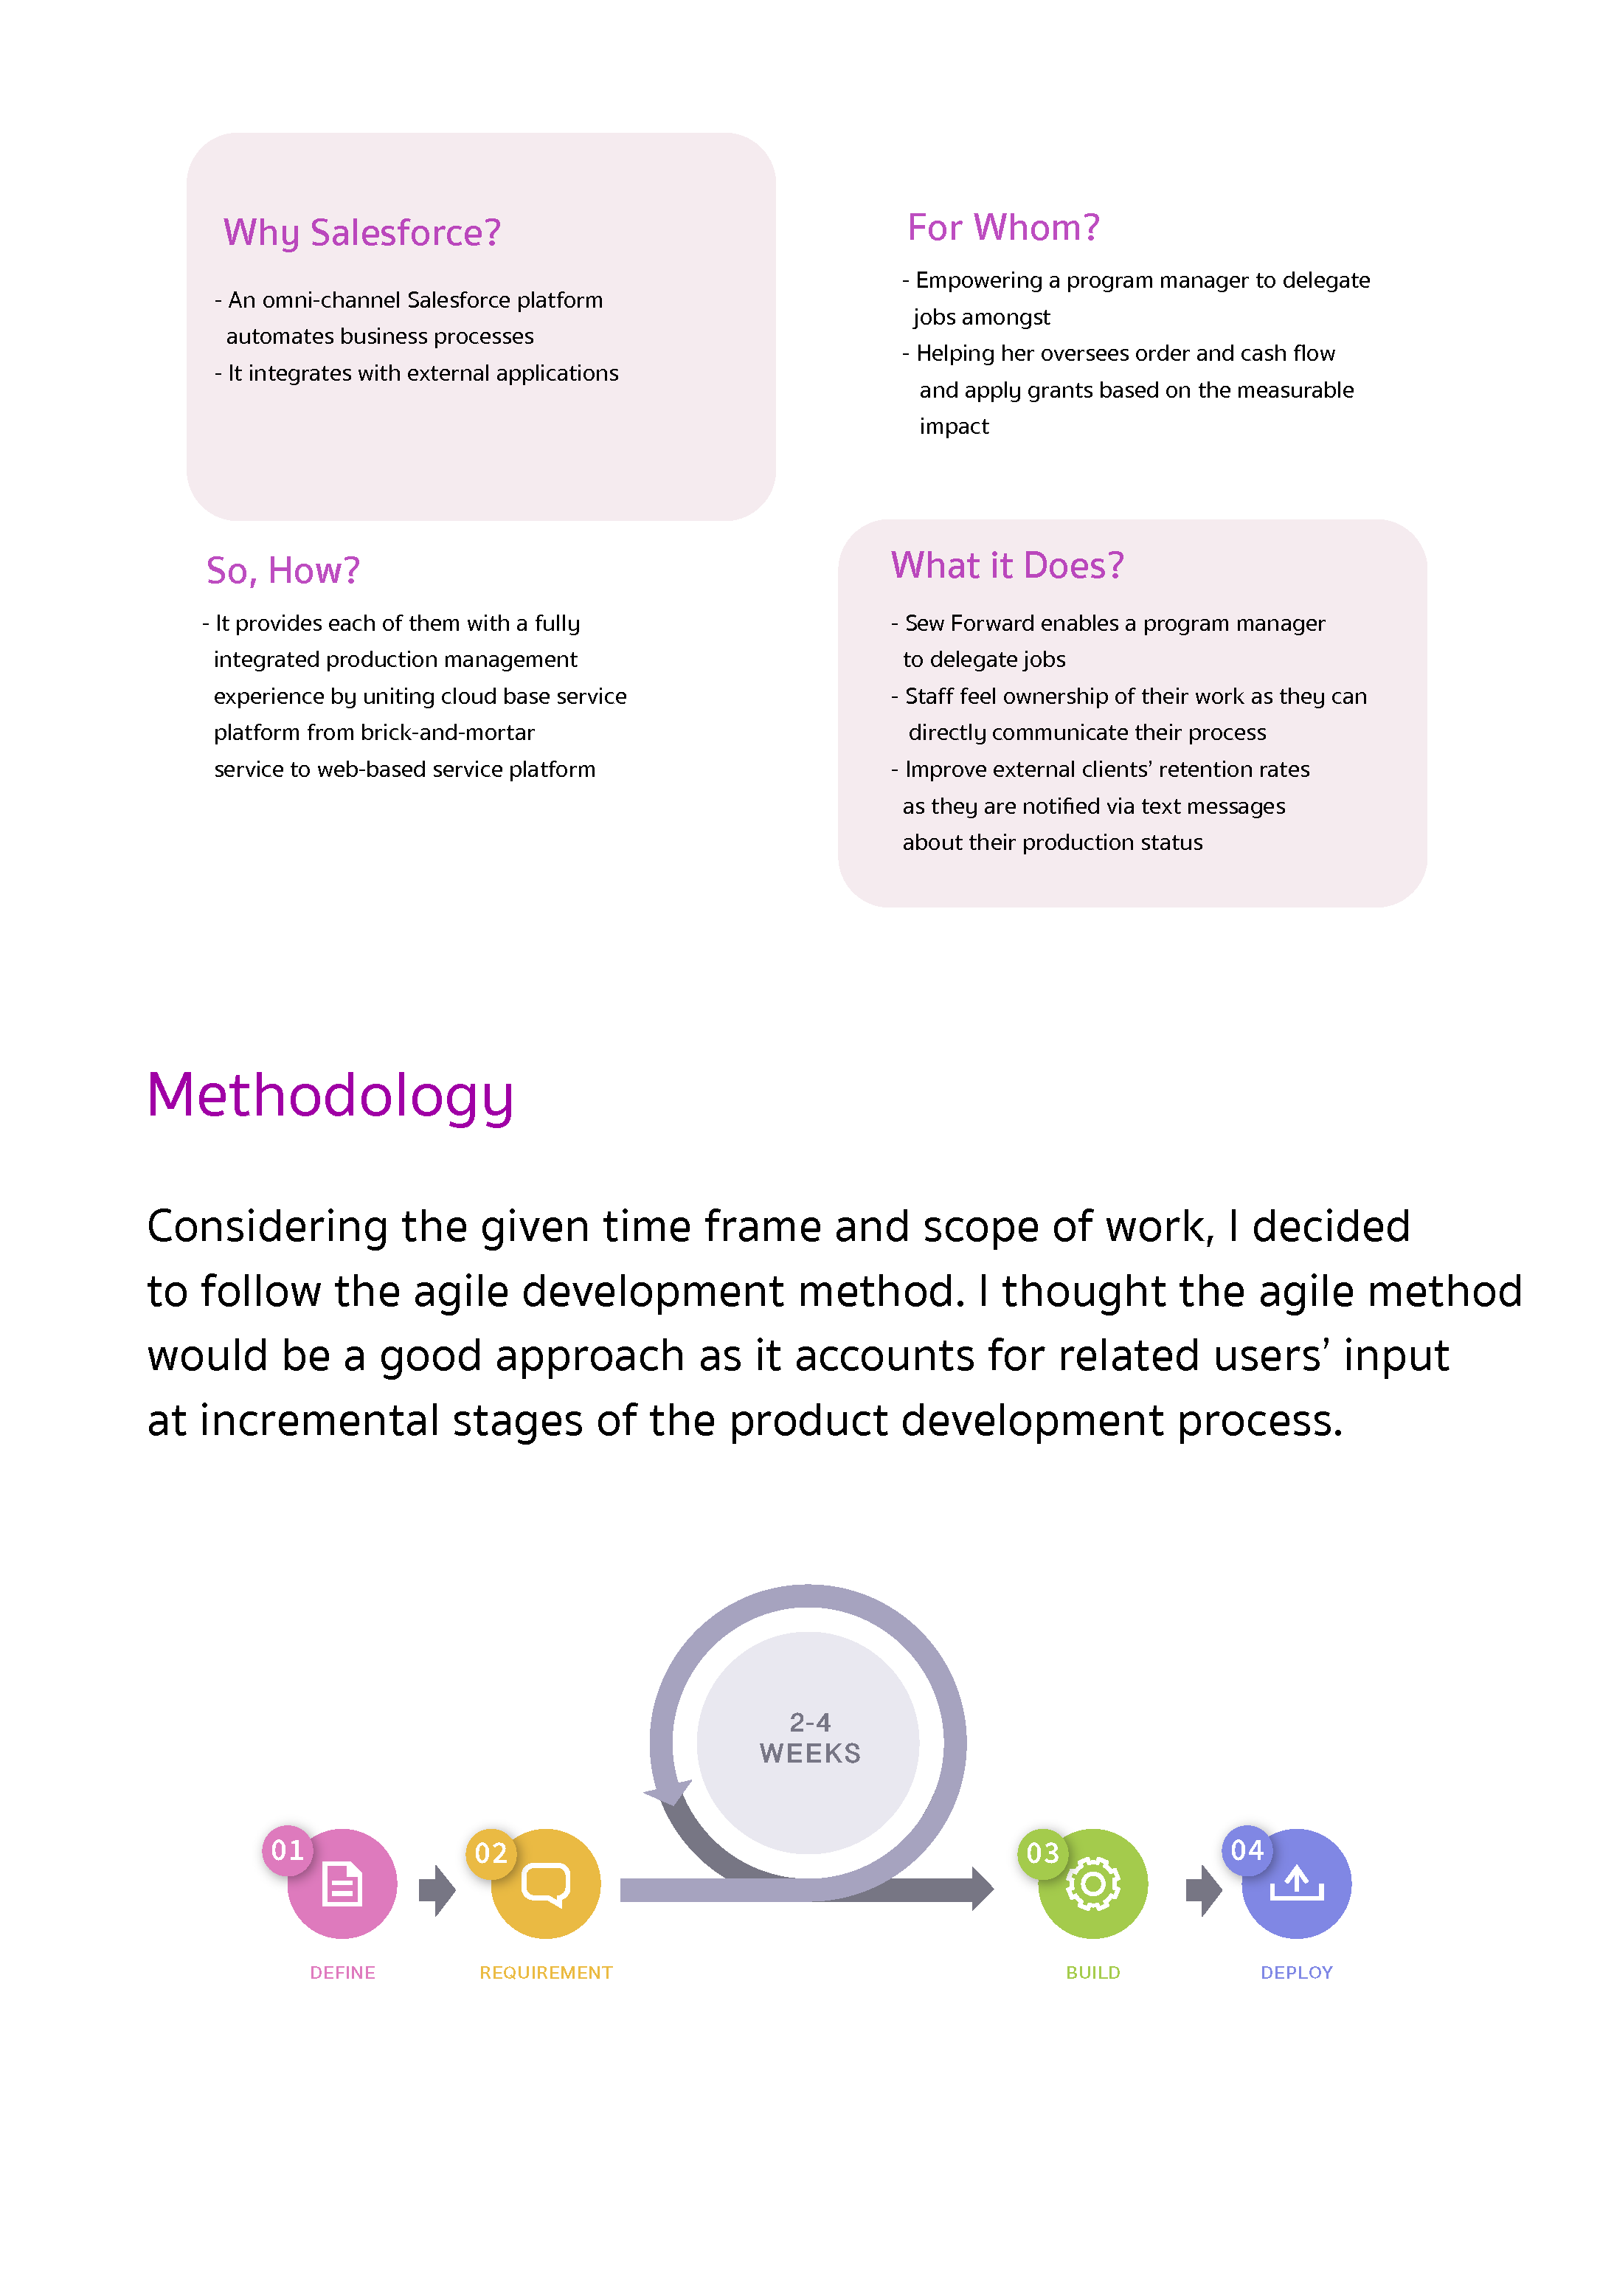 Why Salesforce?
- An omni-channel Salesforce platform
automates business processes
- It integrates with external applications
For Whom?
- Empowering a program manager to delegate
jobs amongst
- Helping her oversees order and cash flow
and apply grants based on the measurable
impact
So, How?
- It provides each of them with a fully
integrated production management
experience by uniting cloud base service
platform from brick-and-mortar
service to web-based service platform
What it Does?
- Sew Forward enables a program manager
to delegate jobs
- Staff feel ownership of their work as they can
directly communicate their process
- Improve external clients’ retention rates
as they are notified via text messages
about their production status
Methodology
Considering the given time frame and scope of work, I decided
to follow the agile development method. I thought the agile method
would be a good approach as it accounts for related users’ input
at incremental stages of the product development process.
2-4
WEEKS
01
02
03
04
DEFINE
REQUIREMENT
BUILD
DEPLOY